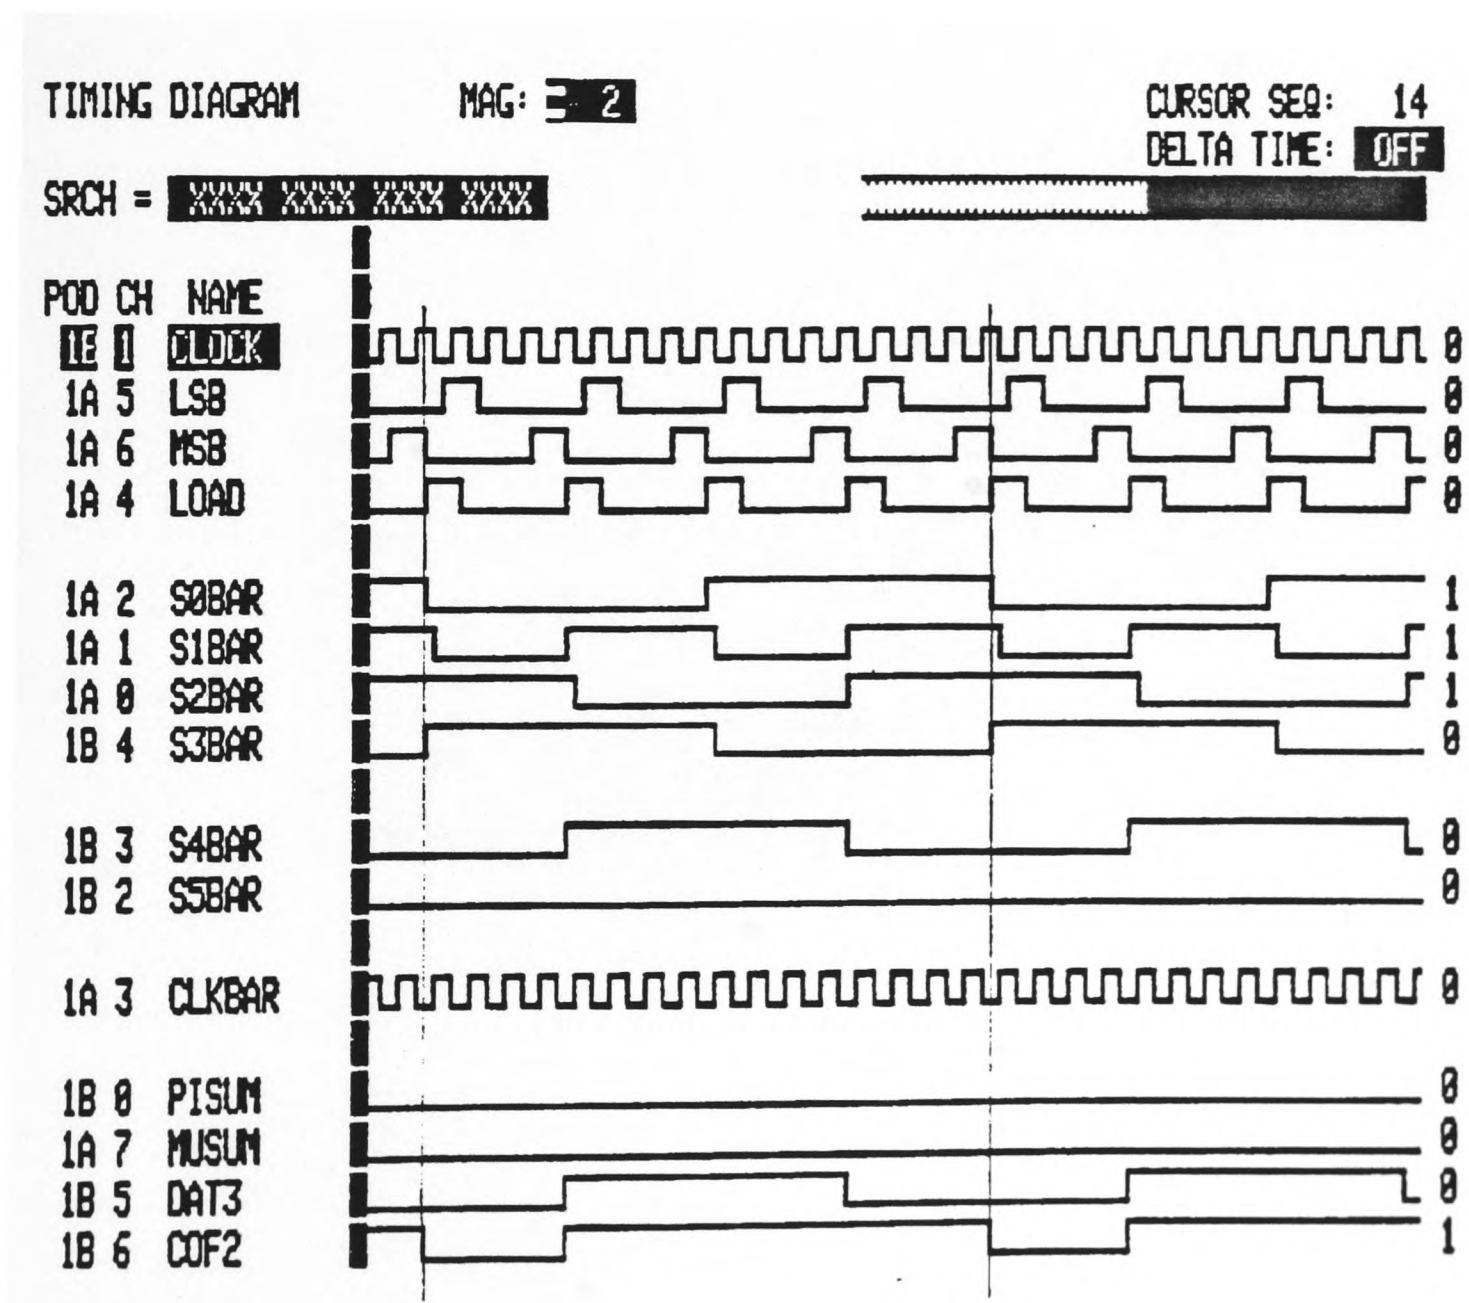 TIMING DIAGRAM MAG: 2 CURSOR SEQ: 14
DELTA TIME: OFF
SRCH = XXXX XXXX XXXX XXXX
POD CH NAME
1E 1 CLOCK 0
1A 5 LSB 0
1A 6 MSB 0
1A 4 LOAD 0
1A 2 S0BAR 1
1A 1 S1BAR 1
1A 0 S2BAR 1
1B 4 S3BAR 0
1B 3 S4BAR 0
1B 2 S5BAR 0
1A 3 CLKBAR 0
1B 0 PISUM 0
1A 7 MUSUM 0
1B 5 DAT3 0
1B 6 COF2 1